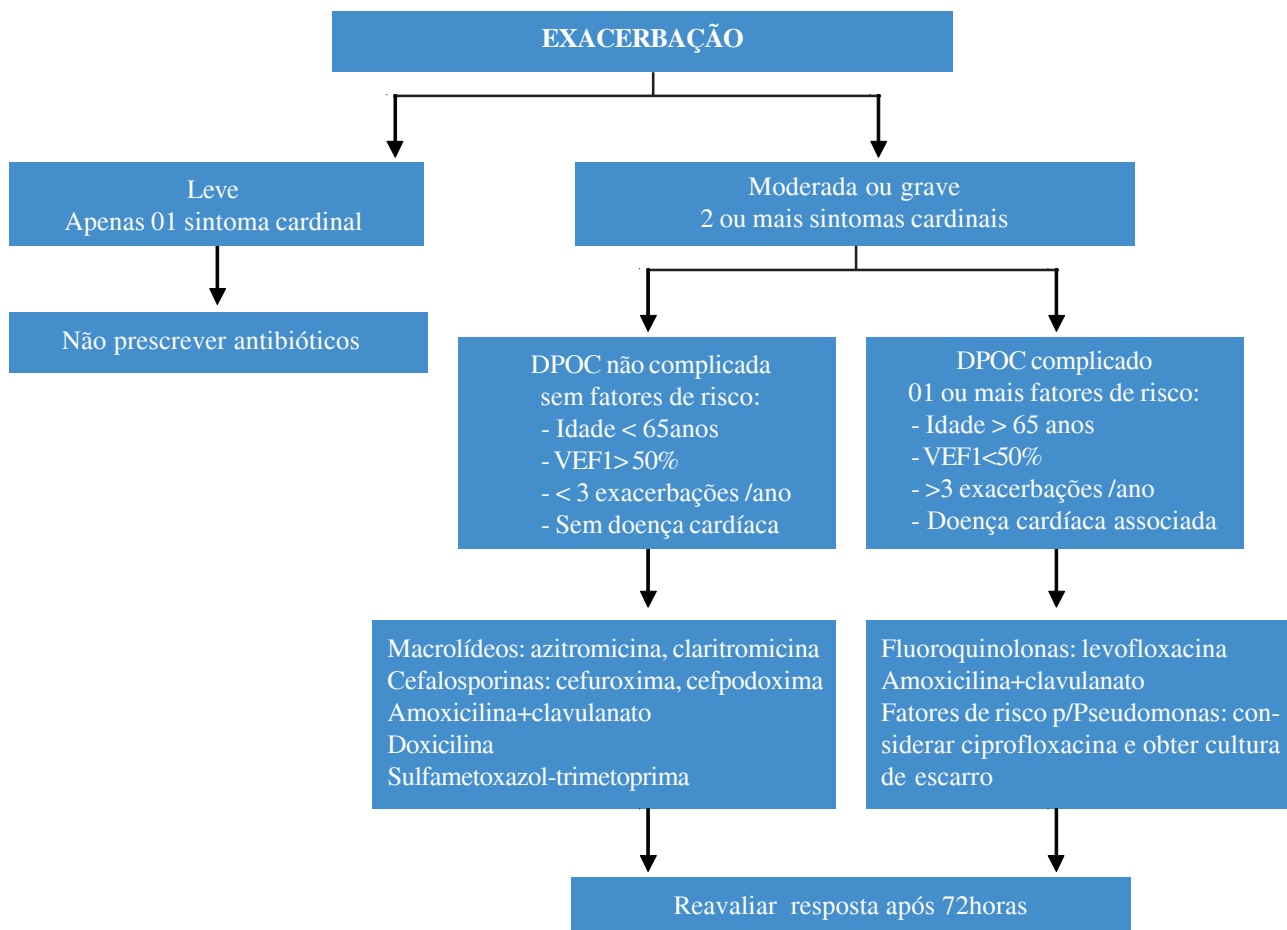 EXACERBAÇÃO
Leve
Apenas 01 sintoma cardinal
Moderada ou grave
2 ou mais sintomas cardinais
Não prescrever antibióticos
DPOC não complicada
sem fatores de risco:
- Idade < 65anos
- VEF1> 50%
- < 3 exacerbações /ano
- Sem doença cardíaca
DPOC complicado
01 ou mais fatores de risco:
- Idade > 65 anos
- VEF1<50%
- >3 exacerbações /ano
- Doença cardíaca associada
Macrolídeos: azitromicina, claritromicina
Cefalosporinas: cefuroxima, cefpodoxima
Amoxicilina+clavulanato
Doxicilina
Sulfametoxazol-trimetoprima
Fluoroquinolonas: levofloxacina
Amoxicilina+clavulanato
Fatores de risco p/Pseudomonas: con-
siderar ciprofloxacina e obter cultura
de escarro
Reavaliar resposta após 72horas